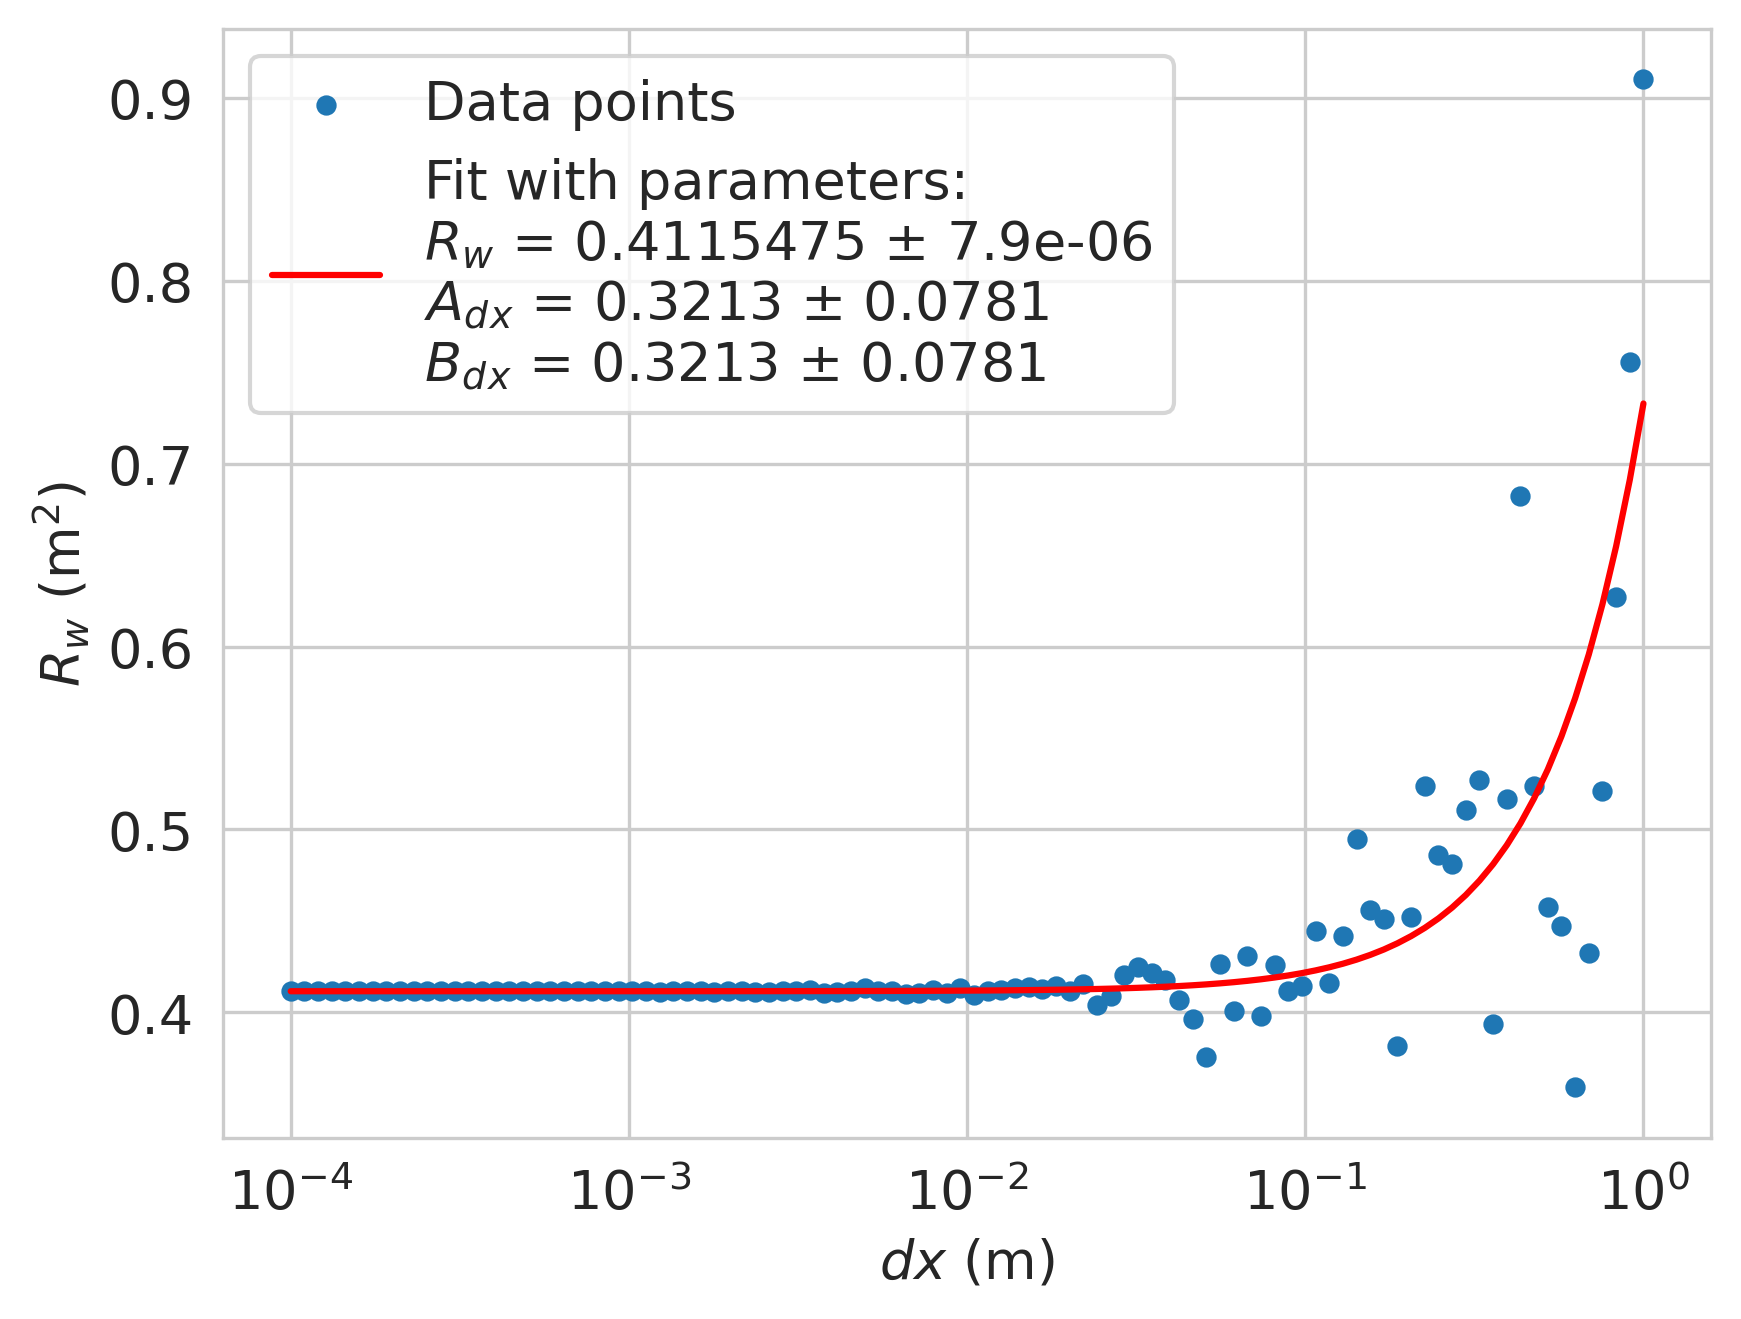 Data points
Fit with parameters:
R_w = 0.4115475 ± 7.9e-06
A_dx = 0.3213 ± 0.0781
B_dx = 0.3213 ± 0.0781
R_w (m²)
0.9
0.8
0.7
0.6
0.5
0.4
10⁻⁴ 10⁻³ 10⁻² 10⁻¹ 10⁰
dx (m)